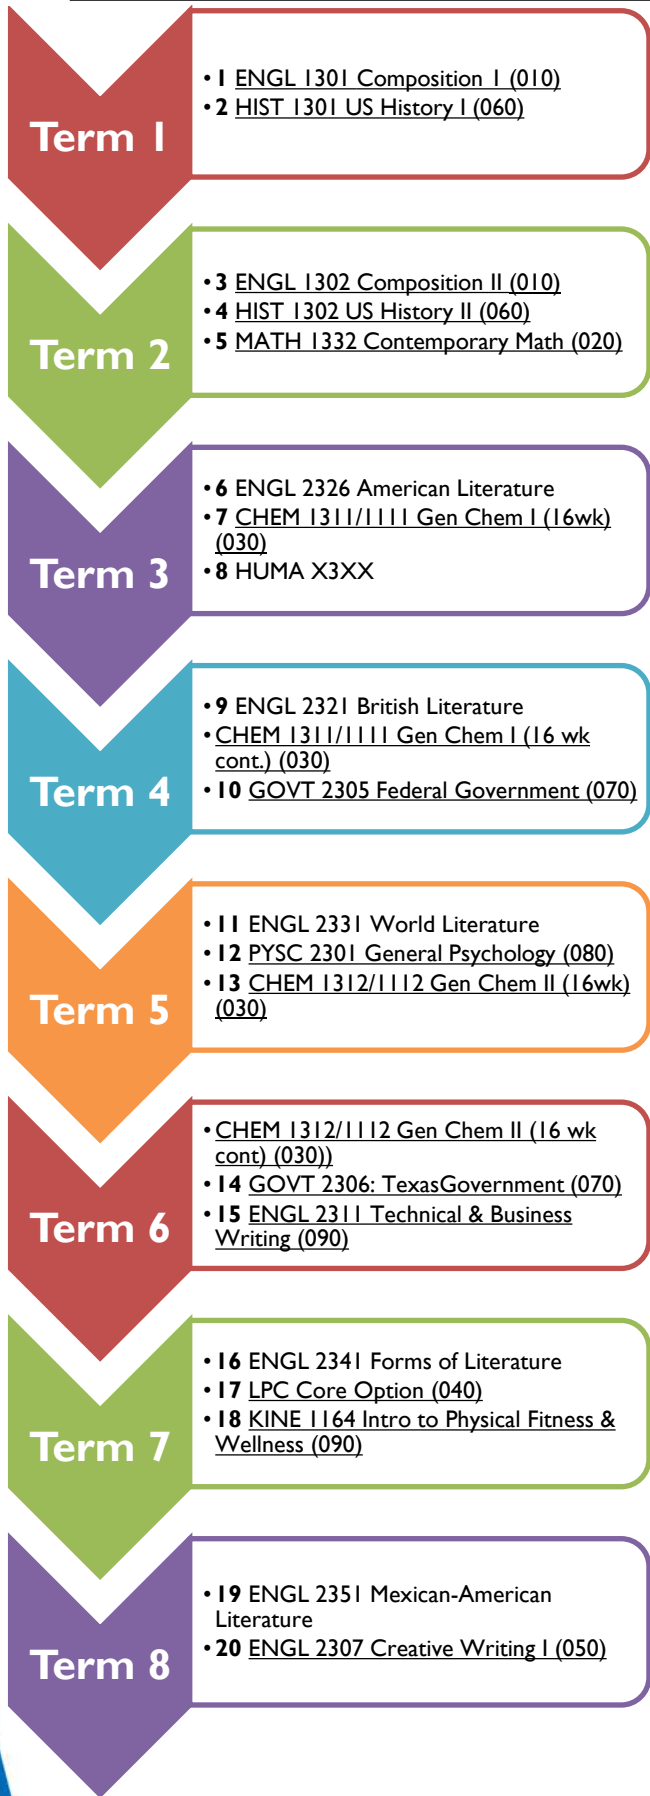 Term 1
• 1 ENGL 1301 Composition 1 (010)
• 2 HIST 1301 US History I (060)
Term 2
• 3 ENGL 1302 Composition II (010)
• 4 HIST 1302 US History II (060)
• 5 MATH 1332 Contemporary Math (020)
Term 3
• 6 ENGL 2326 American Literature
• 7 CHEM 1311/1111 Gen Chem I (16wk)
(030)
• 8 HUMA X3XX
Term 4
• 9 ENGL 2321 British Literature
• CHEM 1311/1111 Gen Chem I (16 wk
cont.) (030)
• 10 GOVT 2305 Federal Government (070)
Term 5
• 11 ENGL 2331 World Literature
• 12 PYSC 2301 General Psychology (080)
• 13 CHEM 1312/1112 Gen Chem II (16wk)
(030)
Term 6
• CHEM 1312/1112 Gen Chem II (16 wk
cont) (030))
• 14 GOVT 2306: TexasGovernment (070)
• 15 ENGL 2311 Technical & Business
Writing (090)
Term 7
• 16 ENGL 2341 Forms of Literature
• 17 LPC Core Option (040)
• 18 KINE 1164 Intro to Physical Fitness &
Wellness (090)
Term 8
• 19 ENGL 2351 Mexican-American
Literature
• 20 ENGL 2307 Creative Writing I (050)